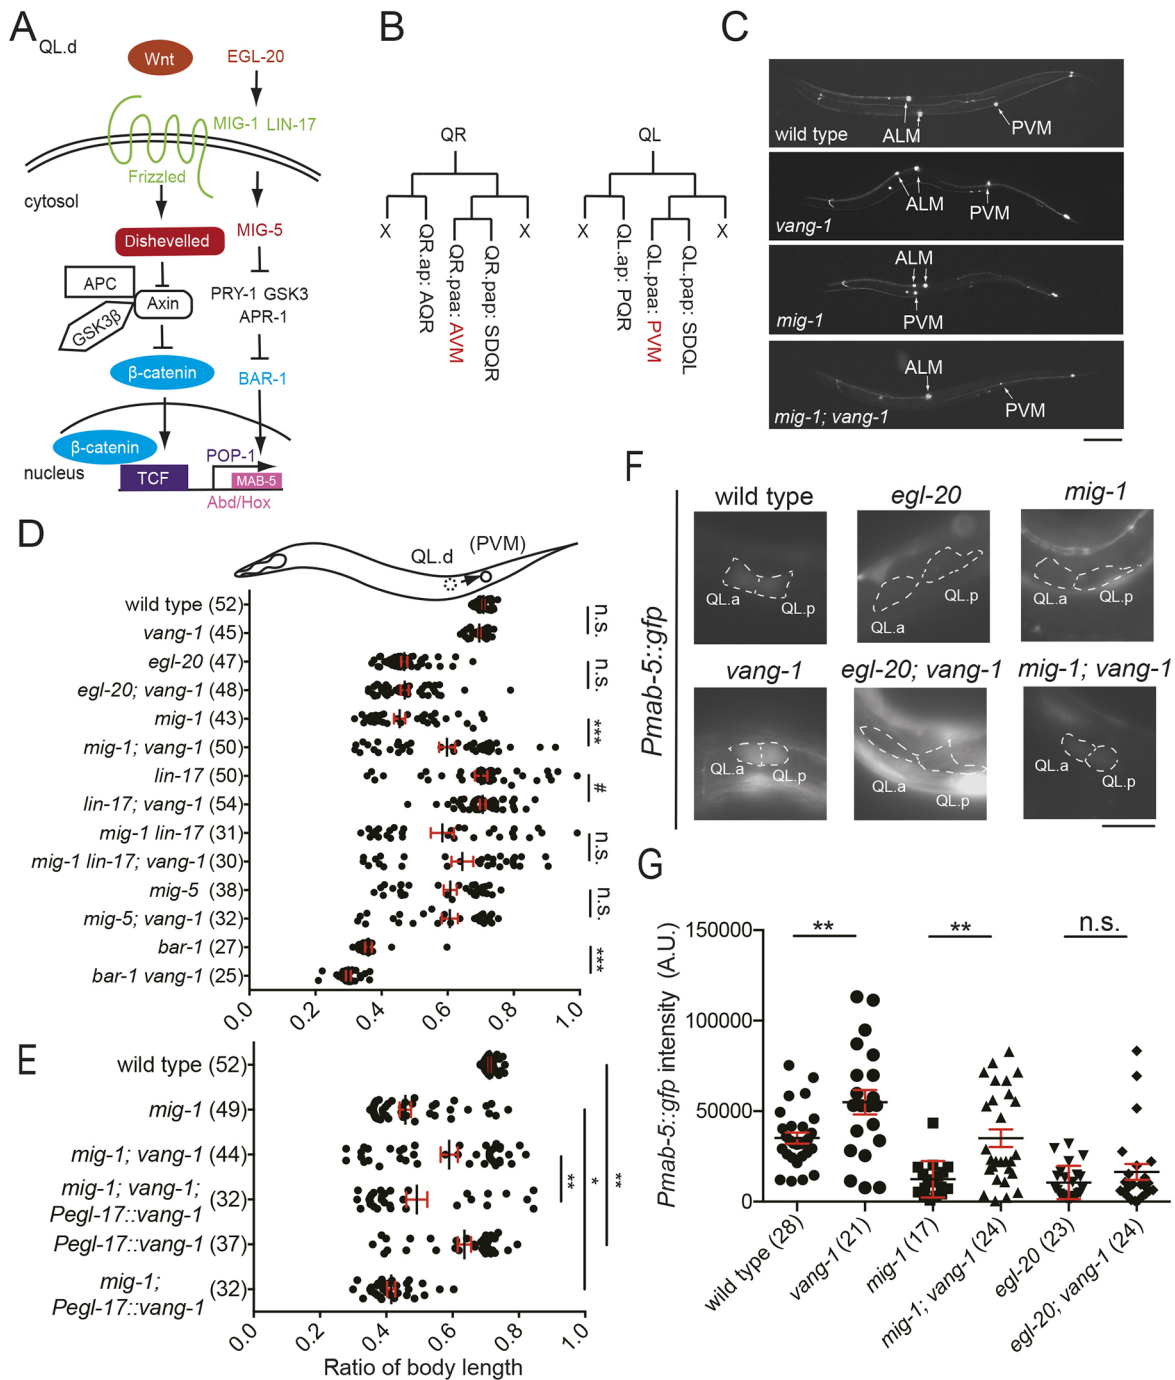 A
QL.d
Wnt
EGL-20
MIG-1 LIN-17
Frizzled
cytosol
Dishevelled
MIG-5
APC
Axin
GSK3β
PRY-1 GSK3
APR-1
β-catenin
BAR-1
β-catenin
nucleus
TCF
POP-1
MAB-5
Abd/Hox
B
QR
X
QR.ap: AQR
QR.paa: AVM
QR.pap: SDQR
X
QL
X
QL.ap: PQR
QL.paa: PVM
QL.pap: SDQL
X
C
wild type
ALM
PVM
vang-1
ALM
PVM
mig-1
ALM
PVM
mig-1; vang-1
ALM
PVM
D
QL.d
(PVM)
wild type (52)
vang-1 (45)
egl-20 (47)
egl-20; vang-1 (48)
mig-1 (43)
mig-1; vang-1 (50)
lin-17 (50)
lin-17; vang-1 (54)
mig-1 lin-17 (31)
mig-1 lin-17; vang-1 (30)
mig-5 (38)
mig-5; vang-1 (32)
bar-1 (27)
bar-1 vang-1 (25)
n.s.
n.s.
***
#
n.s.
n.s.
***
0.0 0.2 0.4 0.6 0.8 1.0
E
wild type (52)
mig-1 (49)
mig-1; vang-1 (44)
mig-1; vang-1;
Pegl-17::vang-1 (32)
Pegl-17::vang-1 (37)
mig-1;
Pegl-17::vang-1 (32)
**
*
**
0.0 0.2 0.4 0.6 0.8 1.0
Ratio of body length
F
Pmab-5::gfp
wild type
QL.a
QL.p
egl-20
QL.a
QL.p
mig-1
QL.a
QL.p
vang-1
QL.a
QL.p
egl-20; vang-1
QL.a
QL.p
mig-1; vang-1
QL.a
QL.p
G
Pmab-5::gfp intensity (A.U.)
150000
100000
50000
0
**
**
n.s.
wild type (28)
vang-1 (21)
mig-1 (17)
mig-1; vang-1 (24)
egl-20 (23)
egl-20; vang-1 (24)